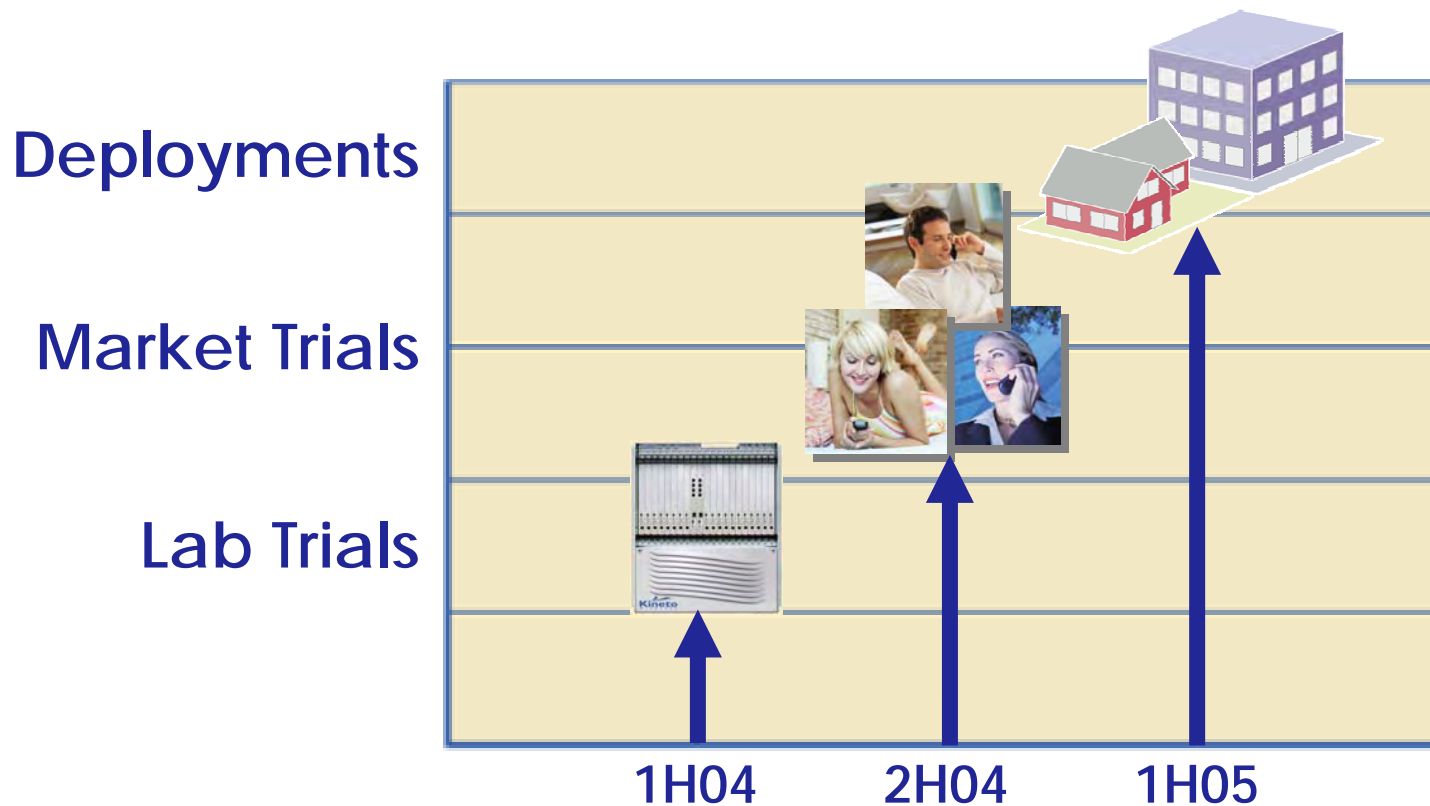 Deployments
Market Trials
Lab Trials
Kineto
1H04 2H04 1H05